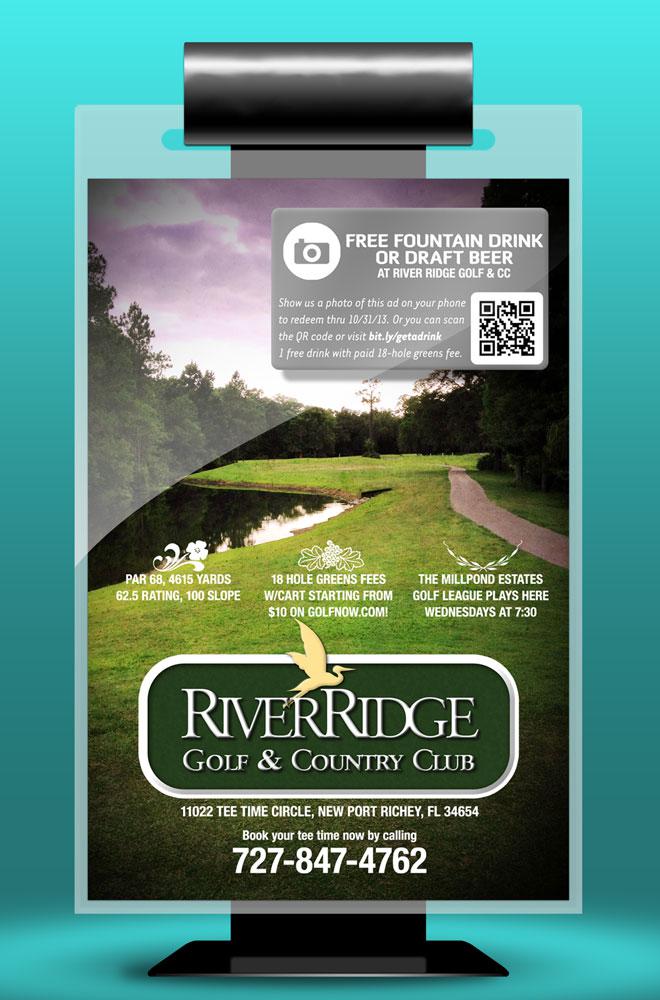 FREE FOUNTAIN DRINK
OR DRAFT BEER
AT RIVER RIDGE GOLF & CC
Show us a photo of this ad on your phone
to redeem thru 10/31/13. Or you can scan
the QR code or visit bit.ly/getadrink
1 free drink with paid 18-hole greens fee.
PAR 68, 4615 YARDS
62.5 RATING, 100 SLOPE
18 HOLE GREENS FEES
W/CART STARTING FROM
$10 ON GOLFNOW.COM!
THE MILLPOND ESTATES
GOLF LEAGUE PLAYS HERE
WEDNESDAYS AT 7:30
RIVERRIDGE
GOLF & COUNTRY CLUB
11022 TEE TIME CIRCLE, NEW PORT RICHEY, FL 34654
Book your tee time now by calling
727-847-4762